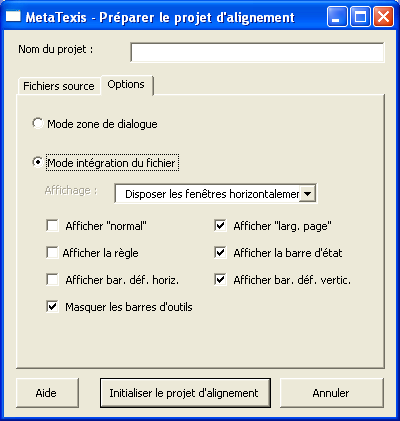 MetaTexis - Préparer le projet d'alignement
Nom du projet :
Fichiers source Options
Mode zone de dialogue
Mode intégration du fichier
Affichage : Disposer les fenêtres horizontalemer
Afficher "normal" Afficher "larg. page"
Afficher la règle Afficher la barre d'état
Afficher bar. déf. horiz. Afficher bar. déf. vertic.
Masquer les barres d'outils
Aide Initialiser le projet d'alignement Annuler